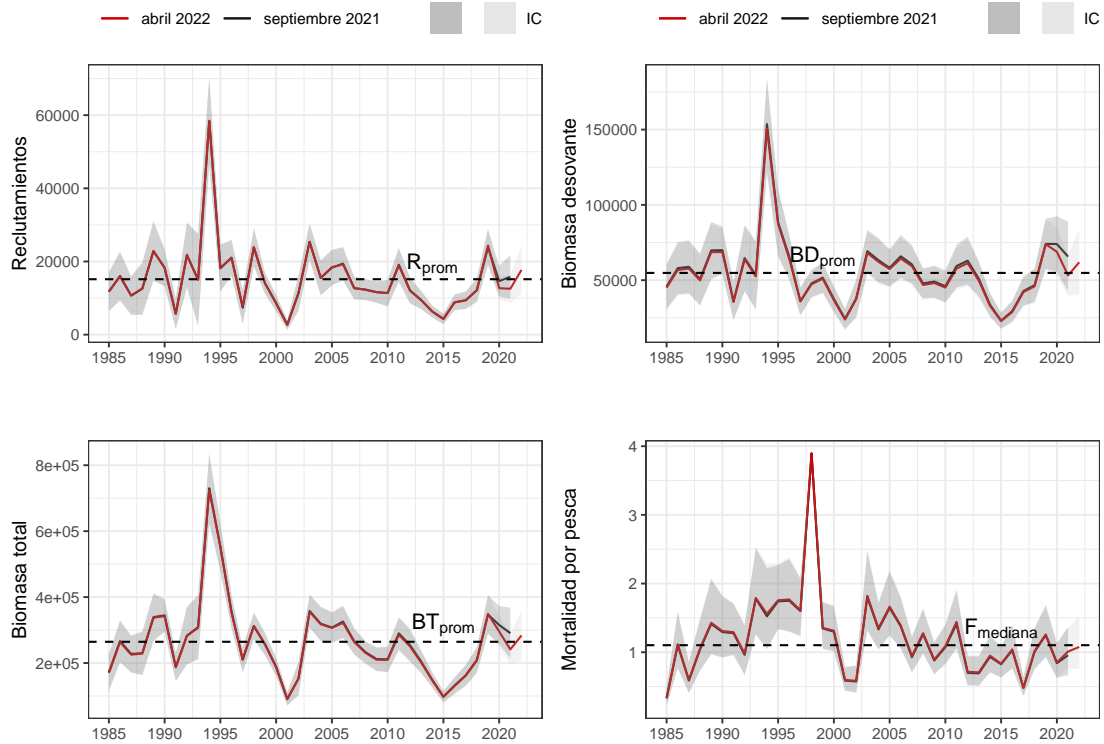 abril 2022 septiembre 2021 IC
abril 2022 septiembre 2021 IC
Reclutamientos
60000
40000
20000
0
R prom
1985 1990 1995 2000 2005 2010 2015 2020
Biomasa desovante
150000
100000
50000
BD prom
1985 1990 1995 2000 2005 2010 2015 2020
Biomasa total
8e+05
6e+05
4e+05
2e+05
BT prom
1985 1990 1995 2000 2005 2010 2015 2020
Mortalidad por pesca
4
3
2
1
F mediana
1985 1990 1995 2000 2005 2010 2015 2020